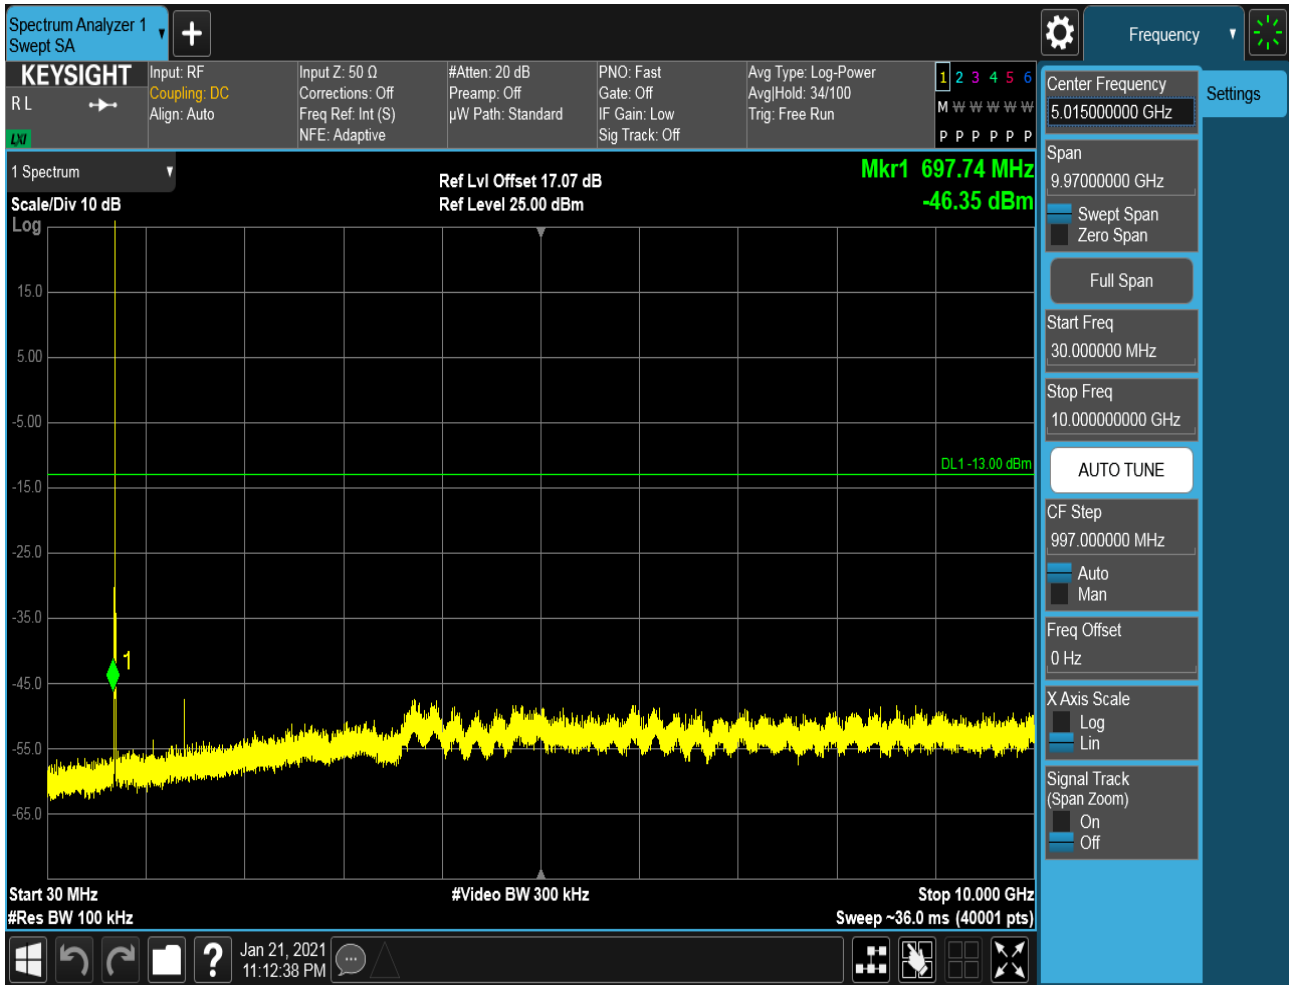 Spectrum Analyzer 1
Swept SA
Frequency
KEYSIGHT
R L
LXI
Input: RF
Coupling: DC
Align: Auto
Input Z: 50 Ω
Corrections: Off
Freq Ref: Int (S)
NFE: Adaptive
#Atten: 20 dB
Preamp: Off
µW Path: Standard
PNO: Fast
Gate: Off
IF Gain: Low
Sig Track: Off
Avg Type: Log-Power
Avg|Hold: 34/100
Trig: Free Run
1 2 3 4 5 6
M W W W W W
P P P P P P
1 Spectrum
Scale/Div 10 dB
Log
Ref Lvl Offset 17.07 dB
Ref Level 25.00 dBm
Mkr1 697.74 MHz
-46.35 dBm
15.0
5.00
-5.00
DL1 -13.00 dBm
-15.0
-25.0
-35.0
1
-45.0
-55.0
-65.0
Start 30 MHz
#Res BW 100 kHz
#Video BW 300 kHz
Stop 10.000 GHz
Sweep ~36.0 ms (40001 pts)
?
Jan 21, 2021
11:12:38 PM
Center Frequency
5.015000000 GHz
Settings
Span
9.97000000 GHz
Swept Span
Zero Span
Full Span
Start Freq
30.000000 MHz
Stop Freq
10.000000000 GHz
AUTO TUNE
CF Step
997.000000 MHz
Auto
Man
Freq Offset
0 Hz
X Axis Scale
Log
Lin
Signal Track
(Span Zoom)
On
Off